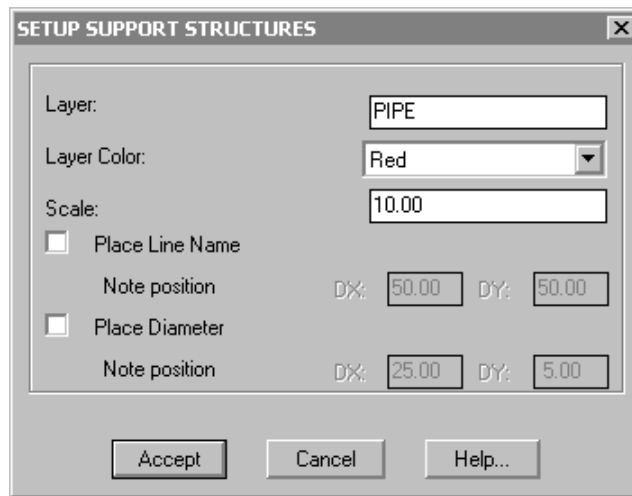 SETUP SUPPORT STRUCTURES
Layer: PIPE
Layer Color: Red
Scale: 10.00
Place Line Name
Note position DX: 50.00 DY: 50.00
Place Diameter
Note position DX: 25.00 DY: 5.00
Accept Cancel Help...